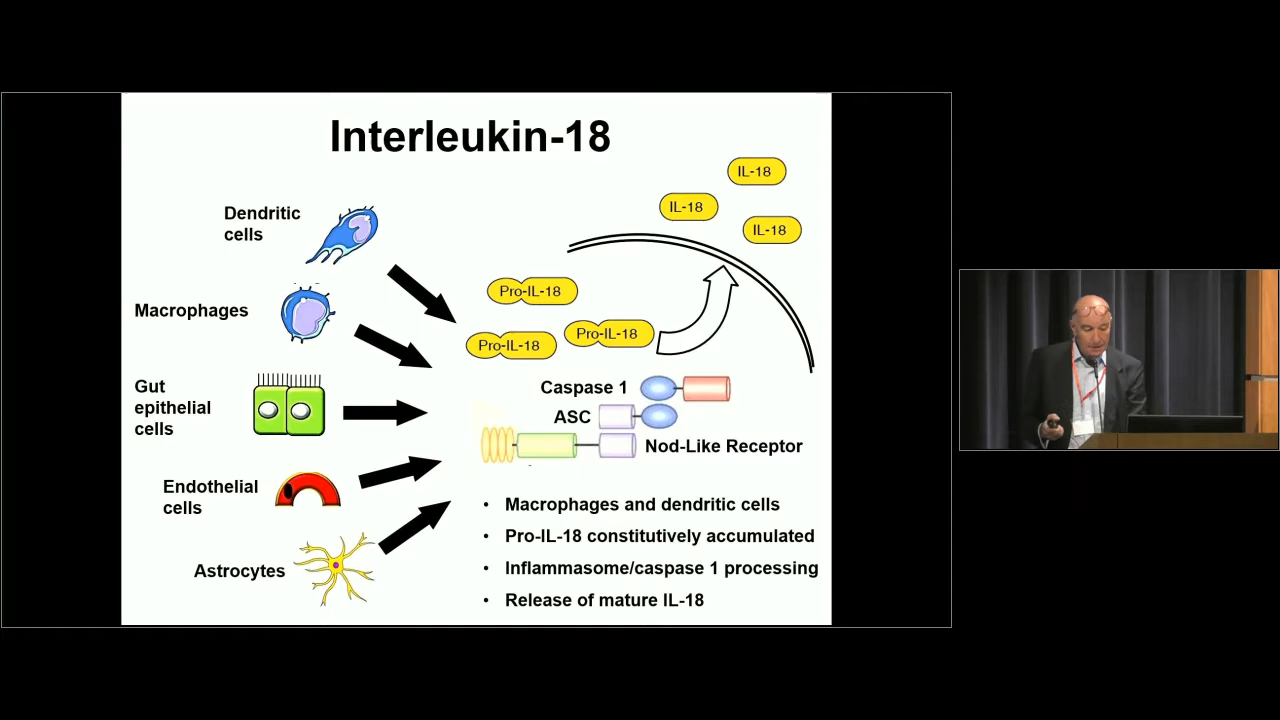 Interleukin-18
Dendritic
cells
Macrophages
Gut
epithelial
cells
Endothelial
cells
Astrocytes
IL-18
IL-18
IL-18
Pro-IL-18
Pro-IL-18
Pro-IL-18
Caspase 1
ASC
Nod-Like Receptor
• Macrophages and dendritic cells
• Pro-IL-18 constitutively accumulated
• Inflammasome/caspase 1 processing
• Release of mature IL-18